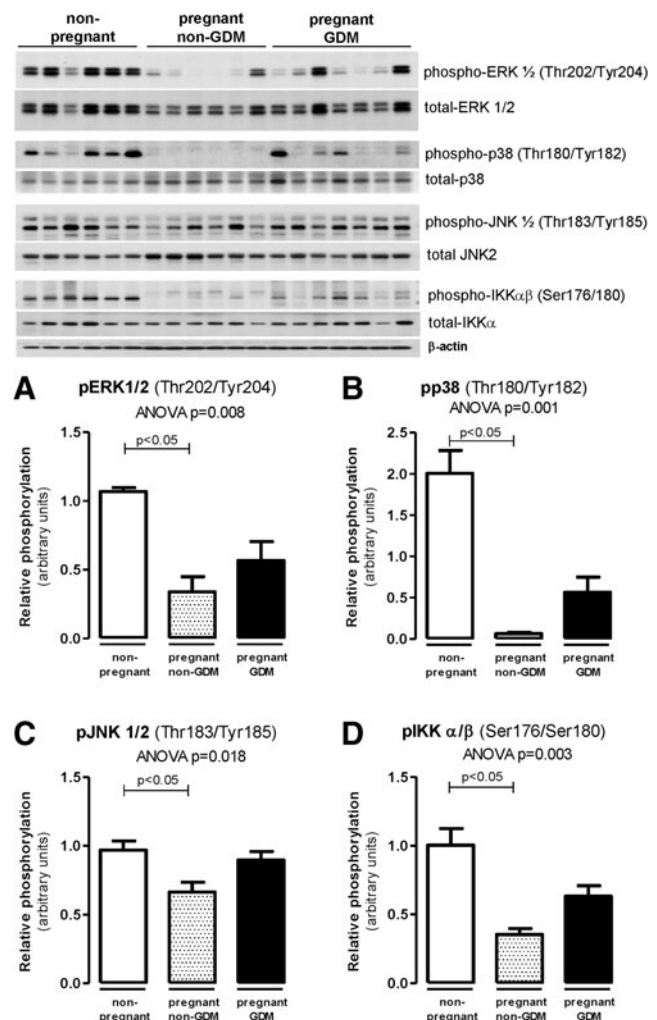 non-
pregnant
pregnant
non-GDM
pregnant
GDM
phospho-ERK ½ (Thr202/Tyr204)
total-ERK 1/2
phospho-p38 (Thr180/Tyr182)
total-p38
phospho-JNK ½ (Thr183/Tyr185)
total JNK2
phospho-IKKαβ (Ser176/180)
total-IKKα
β-actin
A pERK1/2 (Thr202/Tyr204)
ANOVA p=0.008
p<0.05
Relative phosphorylation
(arbitrary units)
1.5
1.0
0.5
0.0
non-
pregnant
pregnant
non-GDM
pregnant
GDM
B pp38 (Thr180/Tyr182)
ANOVA p=0.001
p<0.05
Relative phosphorylation
(arbitrary units)
2.5
2.0
1.5
1.0
0.5
0.0
non-
pregnant
pregnant
non-GDM
pregnant
GDM
C pJNK 1/2 (Thr183/Tyr185)
ANOVA p=0.018
p<0.05
Relative phosphorylation
(arbitrary units)
1.5
1.0
0.5
0.0
non-
pregnant
pregnant
non-GDM
pregnant
GDM
D pIKK α/β (Ser176/Ser180)
ANOVA p=0.003
p<0.05
Relative phosphorylation
(arbitrary units)
1.5
1.0
0.5
0.0
non-
pregnant
pregnant
non-GDM
pregnant
GDM